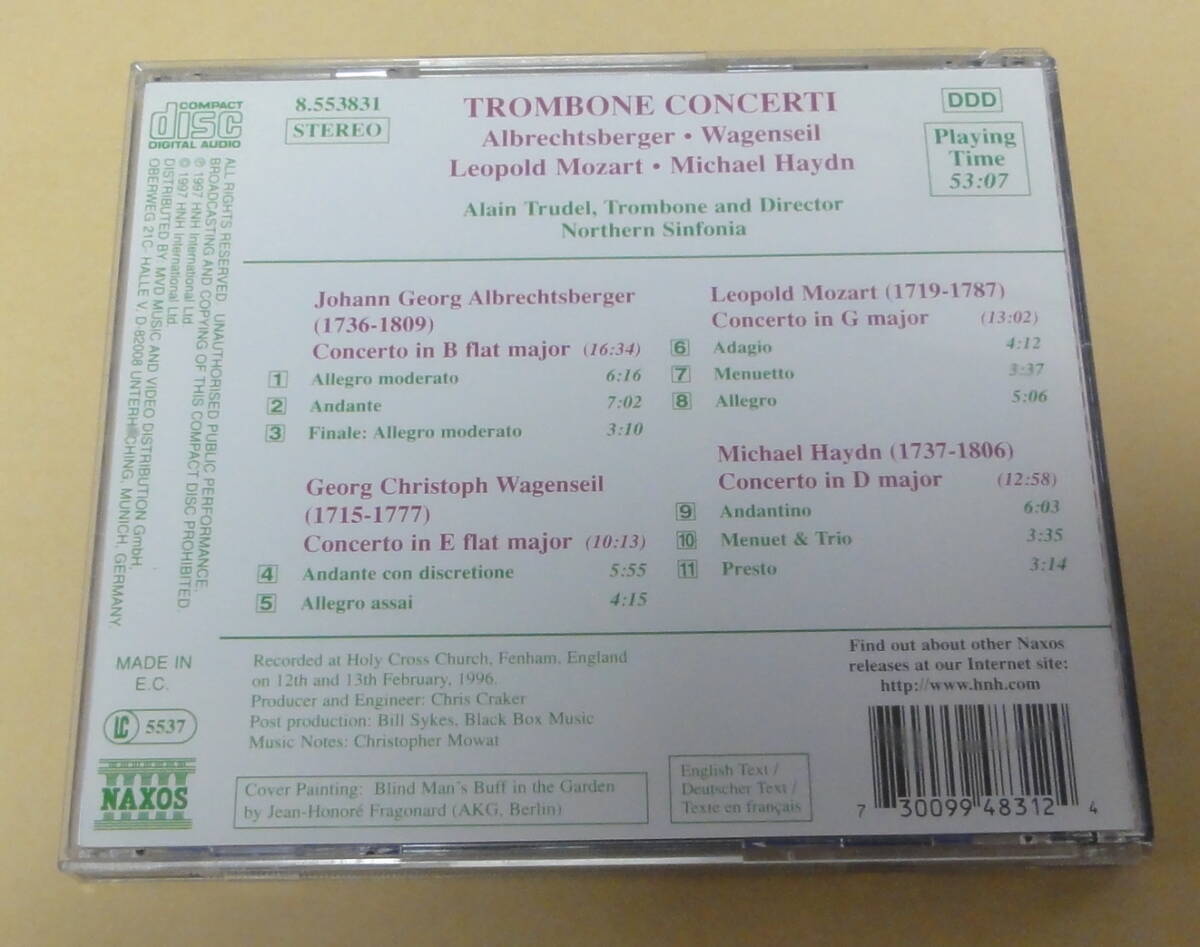 COMPACT
disc
DIGITAL AUDIO
8.553831
STEREO
TROMBONE CONCERTI
Albrechtsberger • Wagenseil
Leopold Mozart • Michael Haydn
Alain Trudel, Trombone and Director
Northern Sinfonia
DDD
Playing
Time
53:07
ALL RIGHTS RESERVED. UNAUTHORISED PUBLIC PERFORMANCE,
BROADCASTING AND COPYING OF THIS COMPACT DISC PROHIBITED.
℗ 1997 HNH International Ltd.
© 1997 HNH International Ltd.
DISTRIBUTED BY: MVD MUSIC AND VIDEO DISTRIBUTION GmbH,
OBERWEG 21C- HALLE V, D-82008 MUNICH, GERMANY.
Johann Georg Albrechtsberger
(1736-1809)
Concerto in B flat major (16:34)
1 Allegro moderato 6:16
2 Andante 7:02
3 Finale: Allegro moderato 3:10
Georg Christoph Wagenseil
(1715-1777)
Concerto in E flat major (10:13)
4 Andante con discretione 5:55
5 Allegro assai 4:15
Leopold Mozart (1719-1787)
Concerto in G major (13:02)
6 Adagio 4:12
7 Menuetto 3:37
8 Allegro 5:06
Michael Haydn (1737-1806)
Concerto in D major (12:58)
9 Andantino 6:03
10 Menuet & Trio 3:35
11 Presto 3:14
MADE IN
E.C.
LC 5537
NAXOS
Recorded at Holy Cross Church, Fenham, England
on 12th and 13th February, 1996.
Producer and Engineer: Chris Craker
Post production: Bill Sykes, Black Box Music
Music Notes: Christopher Mowat
Cover Painting: Blind Man's Buff in the Garden
by Jean-Honoré Fragonard (AKG, Berlin)
English Text /
Deutscher Text /
Texte en français
Find out about other Naxos
releases at our Internet site:
http://www.hnh.com
7 30099 48312 4